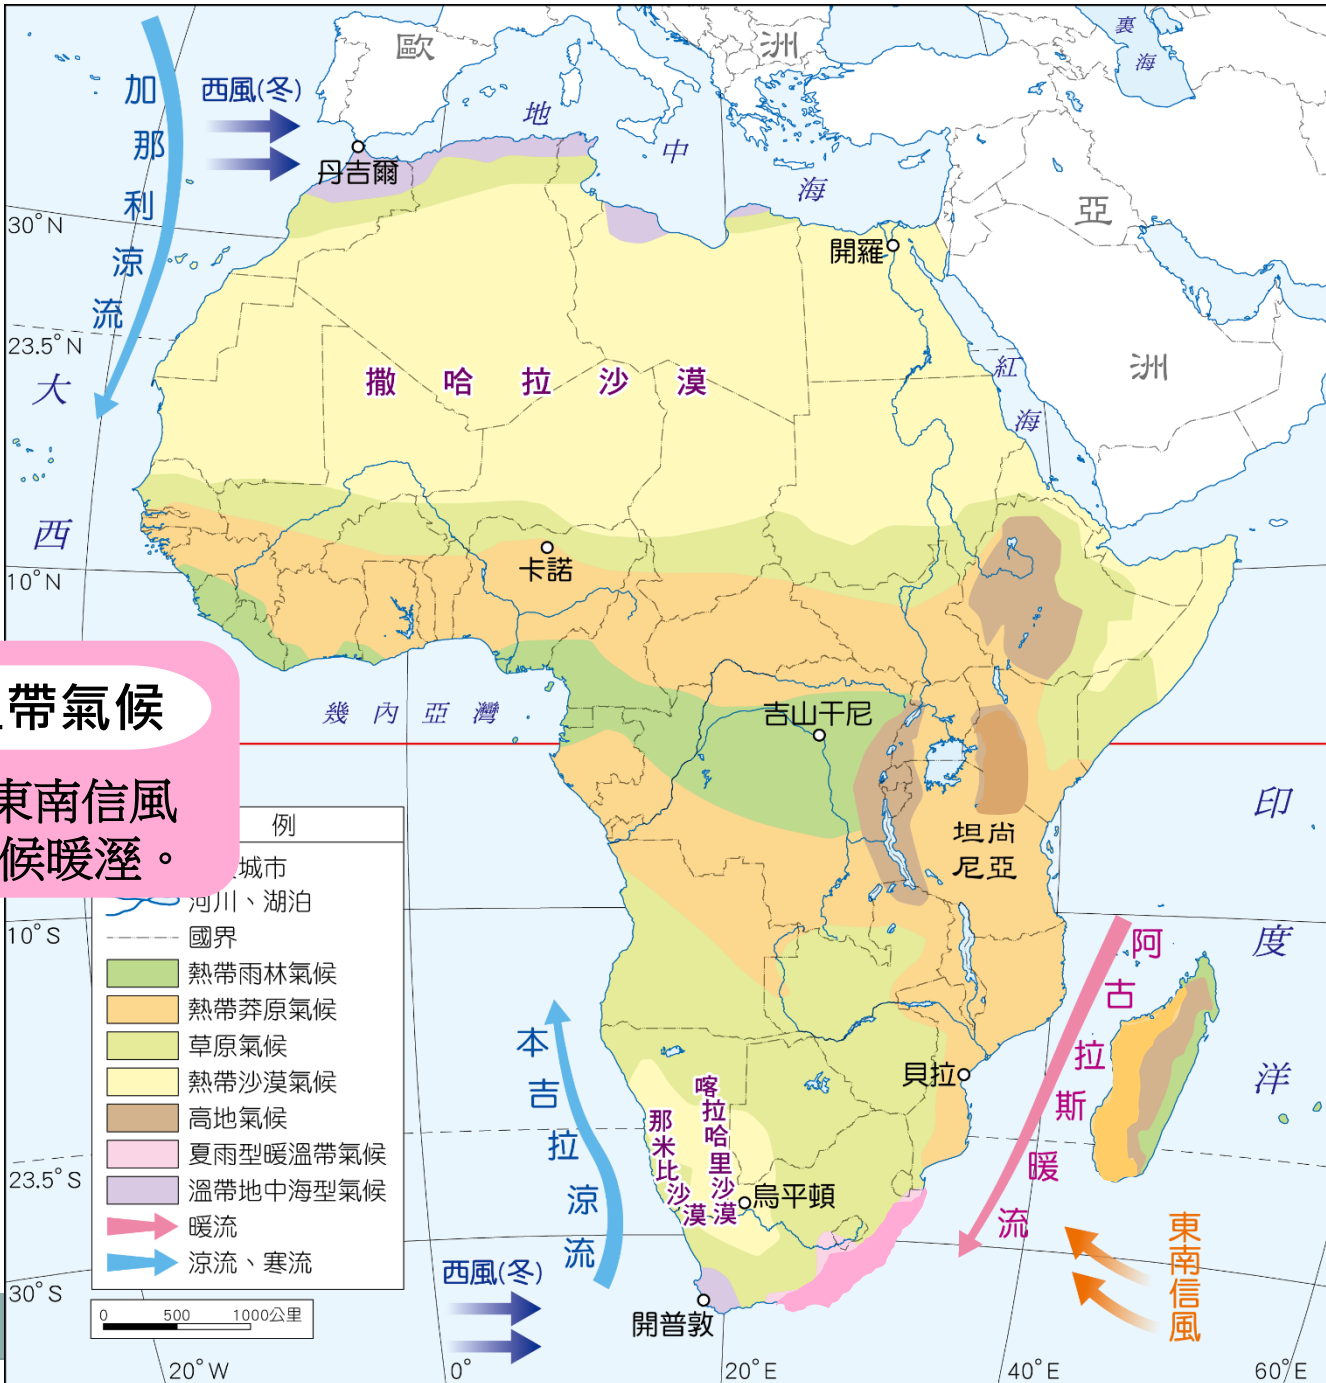 歐
洲
裏海
加那利涼流
西風(冬)
地中海
丹吉爾
亞
洲
30°N
開羅
23.5°N
撒哈拉沙漠
紅海
大西
卡諾
10°N
帶氣候
東南信風
候暖溼。
幾內亞灣
吉山干尼
坦尚
尼亞
印度洋
例
城市
河川、湖泊
國界
熱帶雨林氣候
熱帶莽原氣候
草原氣候
熱帶沙漠氣候
高地氣候
夏雨型暖溫帶氣候
溫帶地中海型氣候
暖流
涼流、寒流
10°S
阿古拉斯暖流
本吉拉涼流
貝拉
喀拉哈里沙漠
那米比沙漠
烏平頓
23.5°S
東南信風
西風(冬)
開普敦
30°S
0 500 1000公里
20°W
0°
20°E
40°E
60°E